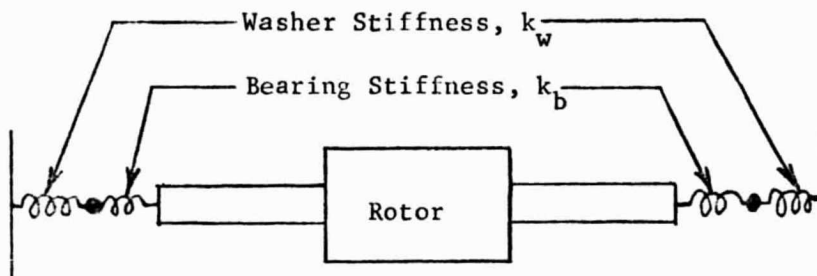 Washer Stiffness, k_w
Bearing Stiffness, k_b
Rotor